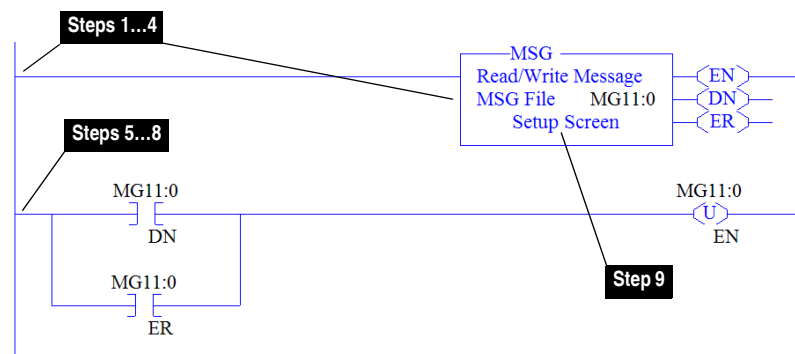 Steps 1...4
MSG
Read/Write Message
MSG File MG11:0
Setup Screen
EN
DN
ER
Steps 5...8
MG11:0
DN
MG11:0
ER
MG11:0
U
EN
Step 9